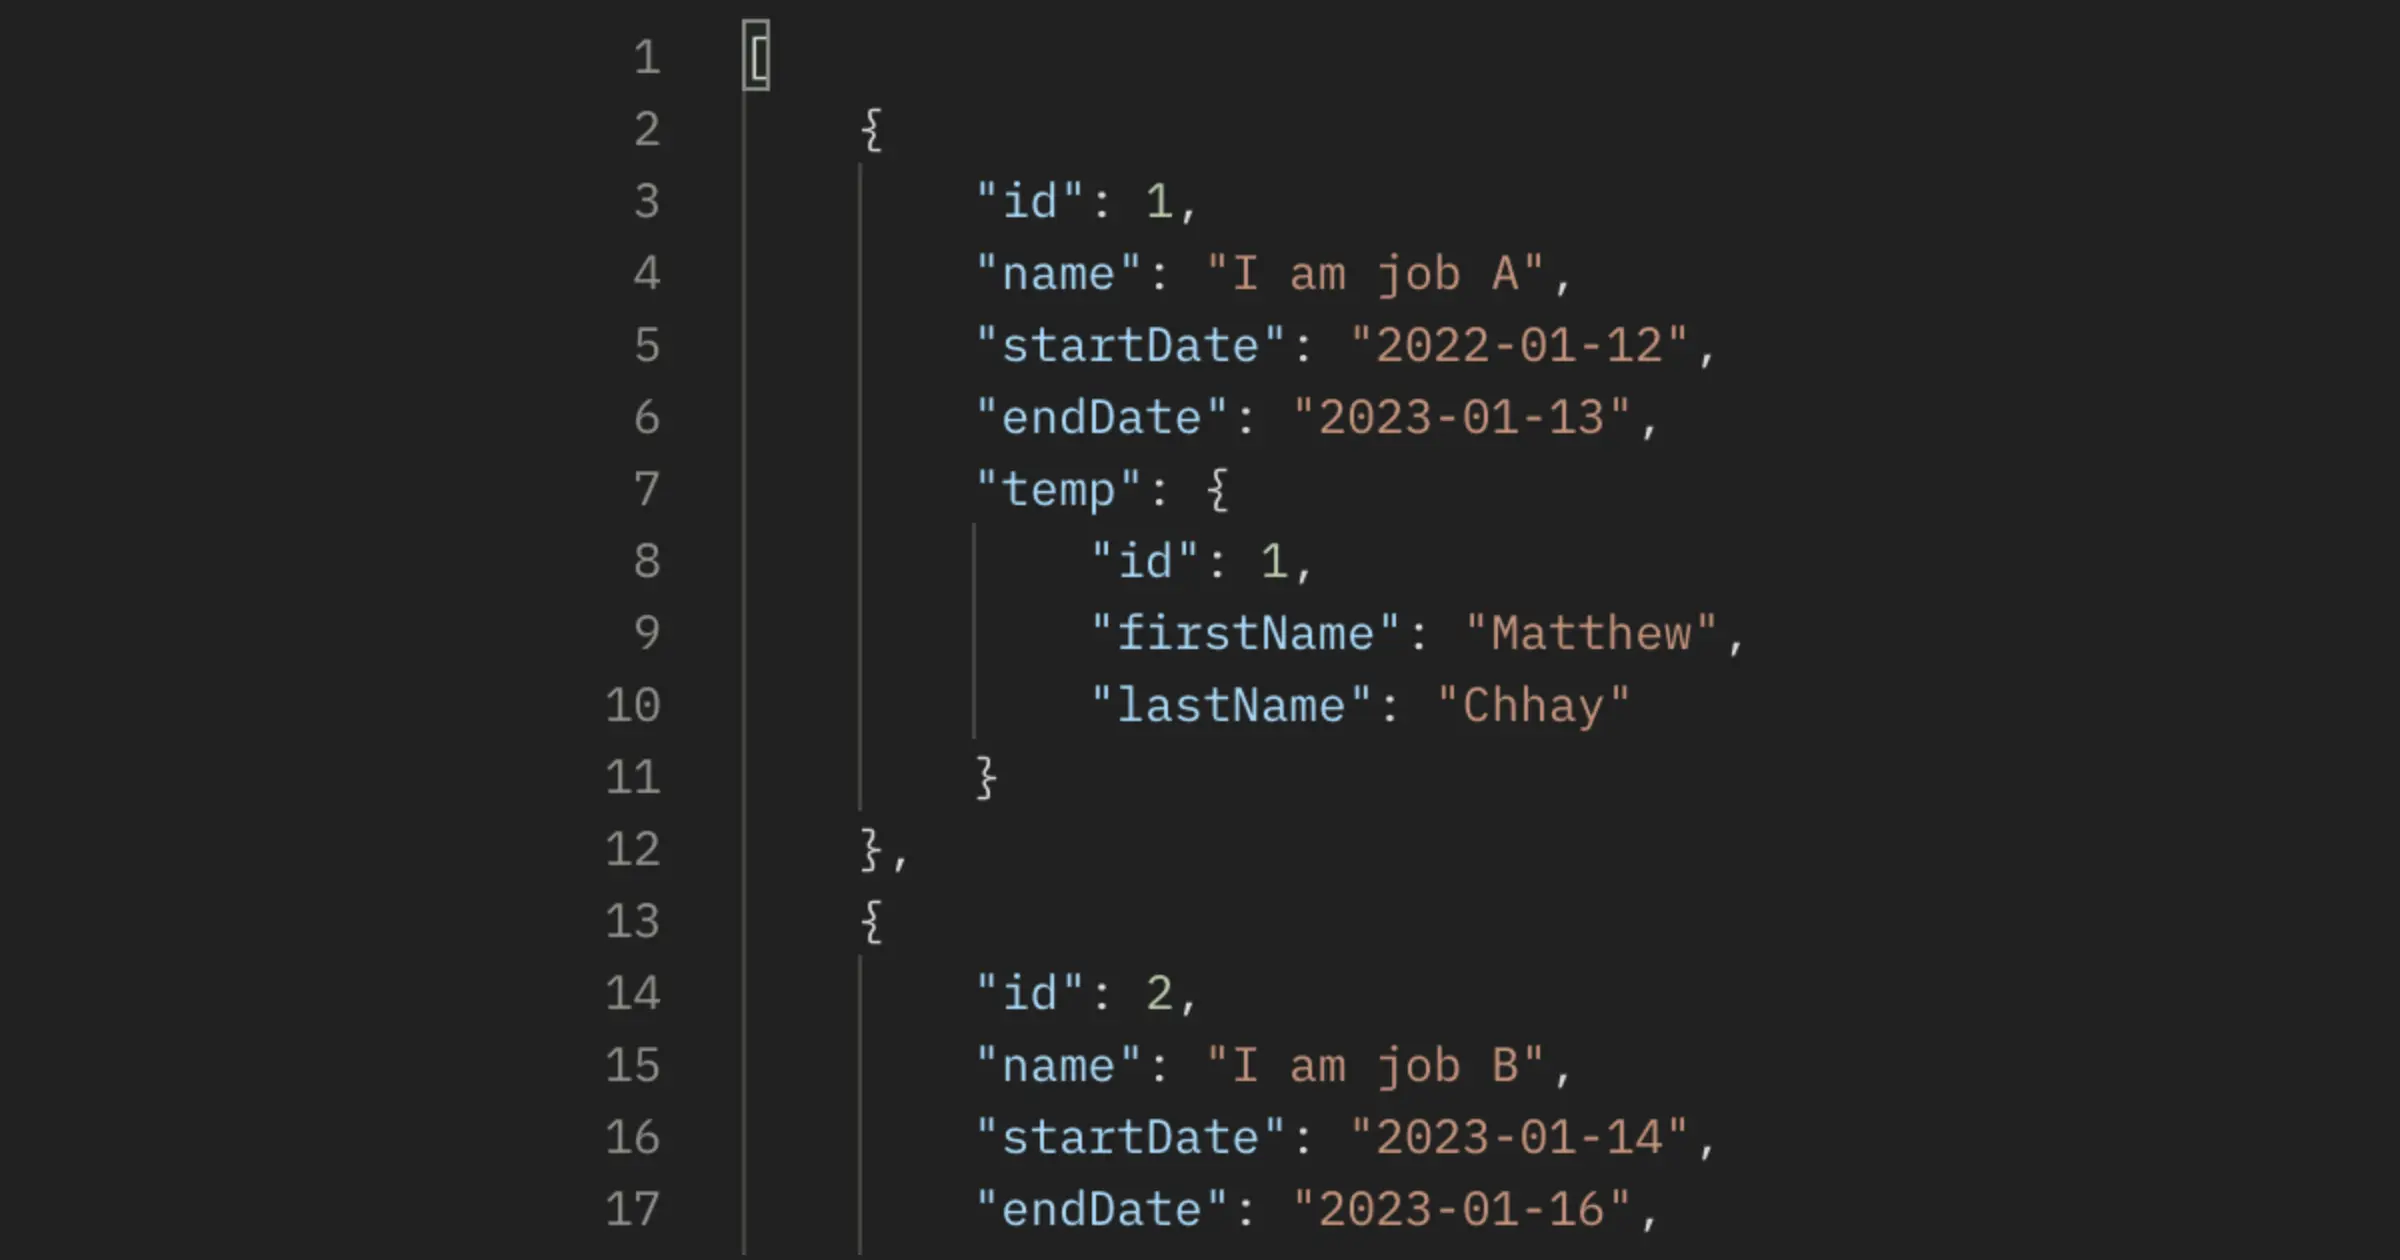 1 [
2 {
3 "id": 1,
4 "name": "I am job A",
5 "startDate": "2022-01-12",
6 "endDate": "2023-01-13",
7 "temp": {
8 "id": 1,
9 "firstName": "Matthew",
10 "lastName": "Chhay"
11 }
12 },
13 {
14 "id": 2,
15 "name": "I am job B",
16 "startDate": "2023-01-14",
17 "endDate": "2023-01-16",